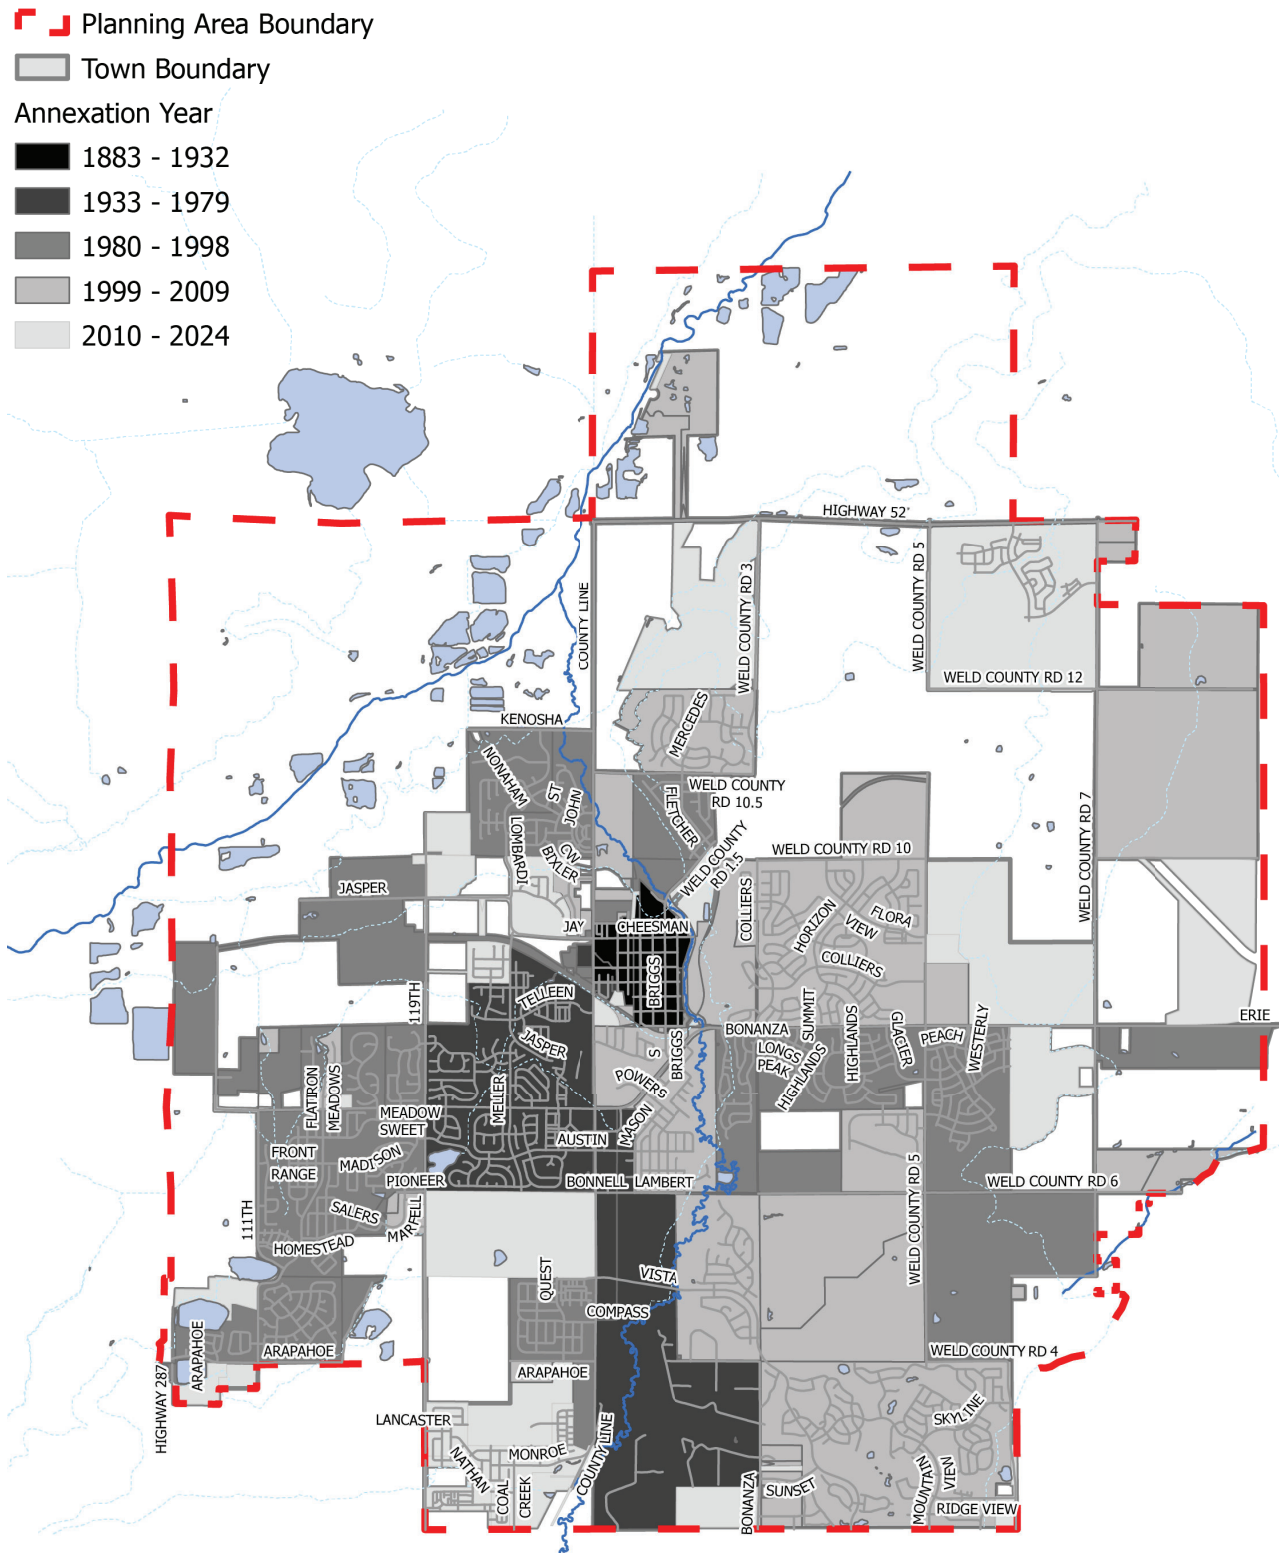 Planning Area Boundary
Town Boundary
Annexation Year
1883 - 1932
1933 - 1979
1980 - 1998
1999 - 2009
2010 - 2024
HIGHWAY 52
WELD COUNTY RD 3
WELD COUNTY RD 5
COUNTY LINE
WELD COUNTY RD 12
KENOSHA
MERCEDES
NONAHAM
ST
JOHN
WELD COUNTY
RD 10.5
FLETCHER
LOMBARDI
CW
BIXLER
WELD COUNTY
RD 1.5
WELD COUNTY RD 10
WELD COUNTY RD 7
JASPER
JAY
CHEESMAN
COLLIERS
HORIZON
VIEW
FLORA
COLLIERS
BRIGGS
119TH
TELLEEN
JASPER
SUMMIT
ERIE
BONANZA
HIGHLANDS
GLACIER
PEACH
WESTERLY
S
BRIGGS
LONGS
PEAK
HIGHLANDS
POWERS
FLATIRON
MEADOWS
MELLER
MEADOW
SWEET
MASON
AUSTIN
FRONT
RANGE
MADISON
PIONEER
BONNELL
LAMBERT
WELD COUNTY RD 5
WELD COUNTY RD 6
111TH
SALERS
MARFELL
HOMESTEAD
QUEST
VISTA
COMPASS
ARAPAHOE
ARAPAHOE
ARAPAHOE
WELD COUNTY RD 4
HIGHWAY 287
LANCASTER
SKYLINE
NATHAN
MONROE
COUNTY LINE
COAL
CREEK
BONANZA
SUNSET
MOUNTAIN
VIEW
RIDGE VIEW